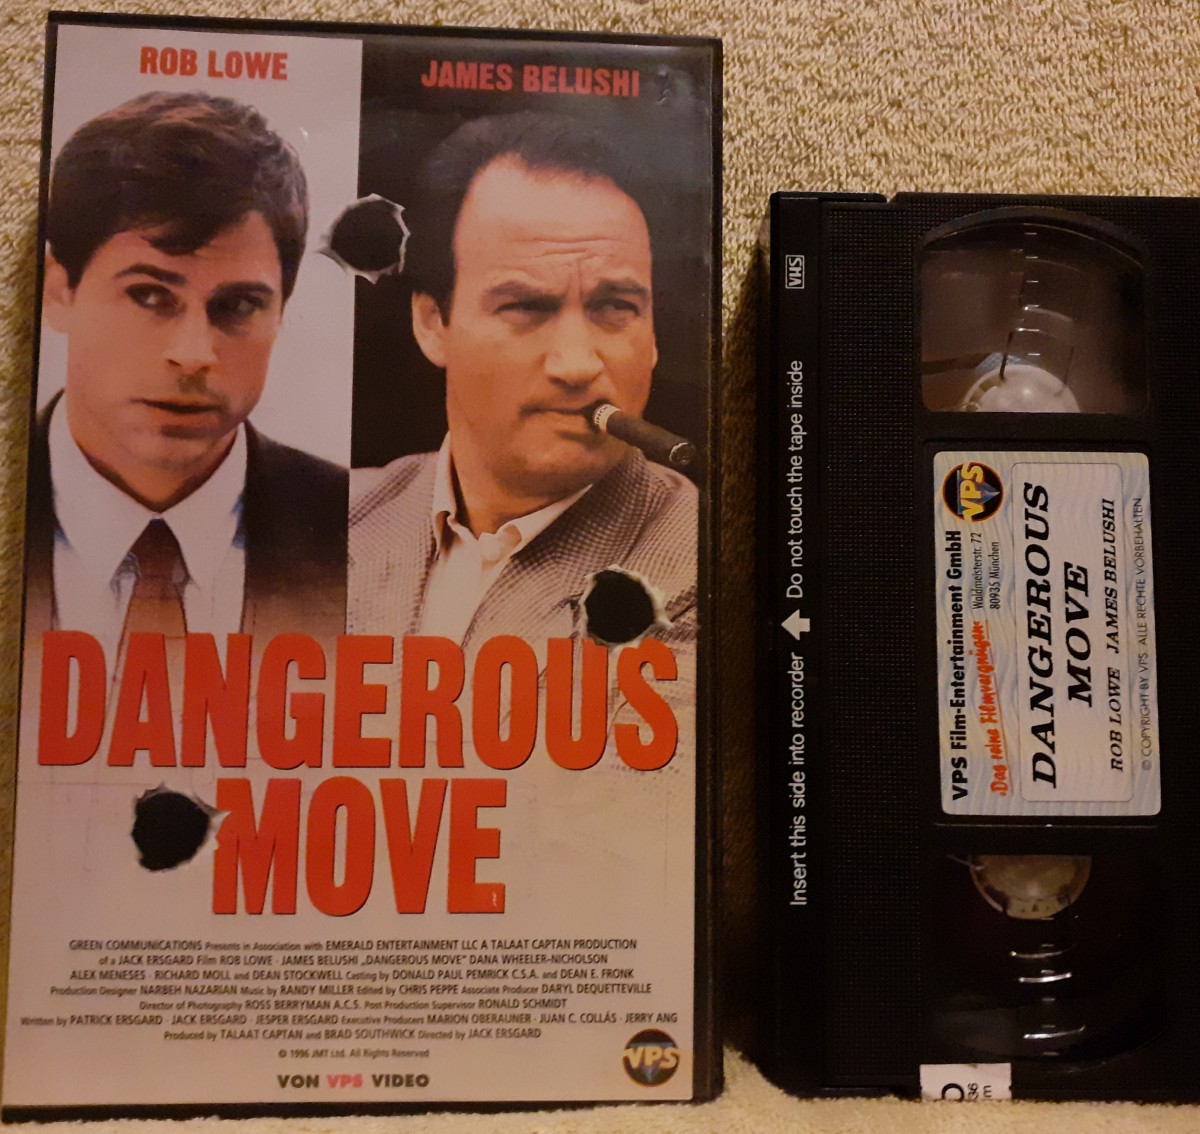 ROB LOWE
JAMES BELUSHI
DANGEROUS
MOVE
GREEN COMMUNICATIONS Presents in Association with EMERALD ENTERTAINMENT LLC A TALAAT CAPTAN PRODUCTION
of a JACK ERSGARD Film ROB LOWE · JAMES BELUSHI „DANGEROUS MOVE" DANA WHEELER-NICHOLSON
ALEX MENESES · RICHARD MOLL and DEAN STOCKWELL Casting by DONALD PAUL PEMRICK C.S.A. and DEAN E. FRONK
Production Designer NARBEH NAZARIAN Music by RANDY MILLER Edited by CHRIS PEPPE Associate Producer DARYL DEQUETTEVILLE
Director of Photography ROSS BERRYMAN A.C.S. Post Production Supervisor RONALD SCHMIDT
Written by PATRICK ERSGARD · JACK ERSGARD · JESPER ERSGARD Executive Producers MARION OBERAUNER · JUAN C. COLLÁS · JERRY ANG
Produced by TALAAT CAPTAN and BRAD SOUTHWICK Directed by JACK ERSGARD
© 1996 JMT Ltd. All Rights Reserved
VON VPS VIDEO
VPS
VHS
Insert this side into recorder Do not touch the tape inside
VPS
VPS Film-Entertainment GmbH
»Das reine Filmvergnügen« Waldmeisterstr. 72
80935 München
DANGEROUS
MOVE
ROB LOWE JAMES BELUSHI
© COPYRIGHT BY VPS ALLE RECHTE VORBEHALTEN